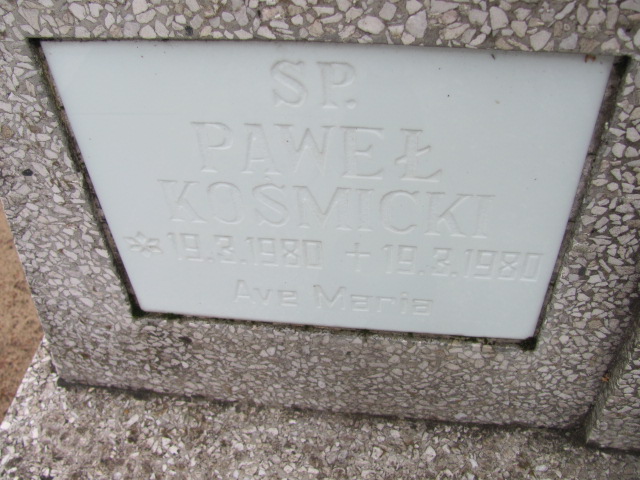 SP.
PAWEŁ
KOSMICKI
* 19.3.1980 + 19.3.1980
Ave Maria